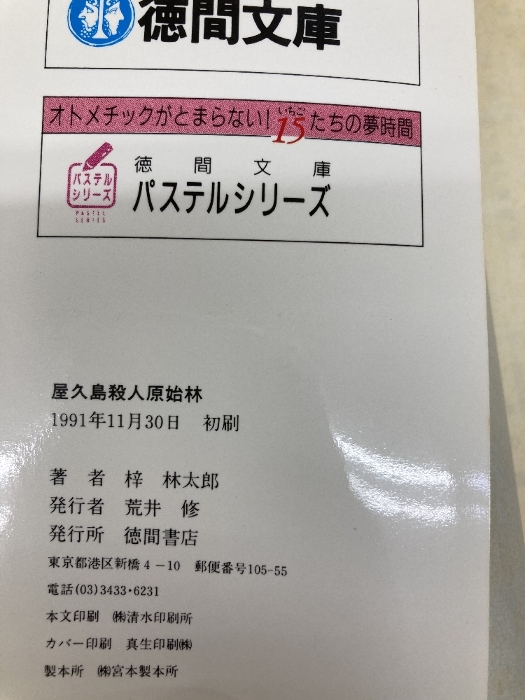 徳間文庫
オトメチックがとまらない!15たちの夢時間
いちご
パステル
シリーズ
PASTEL
SERIES
徳間文庫
パステルシリーズ
屋久島殺人原始林
1991年11月30日 初刷
著者 梓 林太郎
発行者 荒井 修
発行所 徳間書店
東京都港区新橋4-10 郵便番号105-55
電話(03)3433・6231
本文印刷 ㈱清水印刷所
カバー印刷 真生印刷㈱
製本所 ㈱宮本製本所